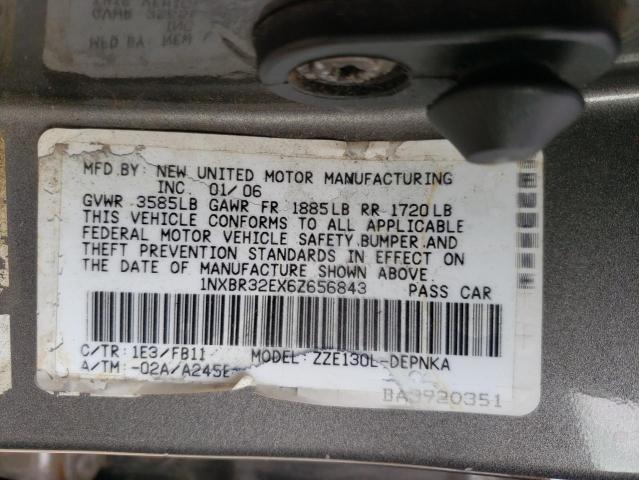 MFD.BY: NEW UNITED MOTOR MANUFACTURING
INC. 01/06
GVWR 3585LB GAWR FR 1885LB RR 1720LB
THIS VEHICLE CONFORMS TO ALL APPLICABLE
FEDERAL MOTOR VEHICLE SAFETY,BUMPER,AND
THEFT PREVENTION STANDARDS IN EFFECT ON
THE DATE OF MANUFACTURE SHOWN ABOVE.
1NXBR32EX6Z656843 PASS CAR
C/TR: 1E3/FB11 MODEL: ZZE130L-DEPNKA
A/TM: -02A/A245E
BA3920351